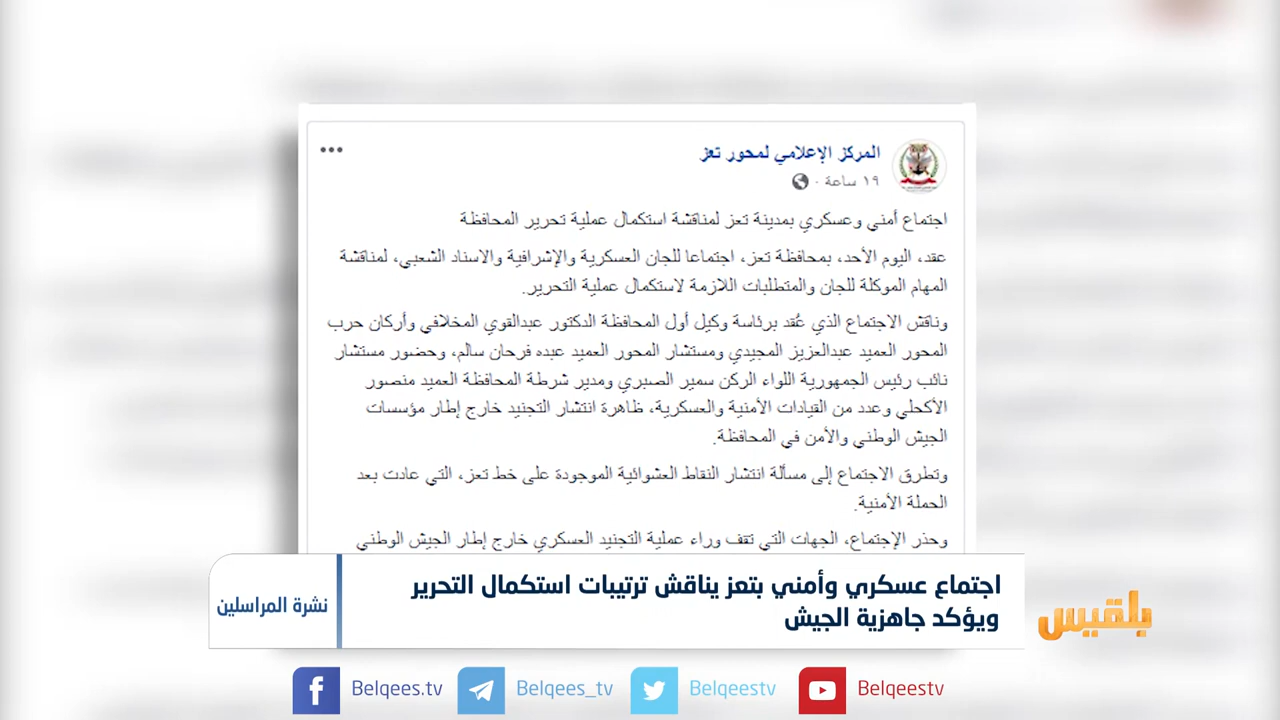 المركز الإعلامي لمحور تعز
١٩ ساعة ·
اجتماع أمني وعسكري بمدينة تعز لمناقشة استكمال عملية تحرير المحافظة
عقد، اليوم الأحد، بمحافظة تعز، اجتماعا للجان العسكرية والإشرافية والاسناد الشعبي، لمناقشة
المهام الموكلة للجان والمتطلبات اللازمة لاستكمال عملية التحرير.
وناقش الاجتماع الذي عُقد برئاسة وكيل أول المحافظة الدكتور عبدالقوي المخلافي وأركان حرب
المحور العميد عبدالعزيز المجيدي ومستشار المحور العميد عبده فرحان سالم، وحضور مستشار
نائب رئيس الجمهورية اللواء الركن سمير الصبري ومدير شرطة المحافظة العميد منصور
الأكحلي وعدد من القيادات الأمنية والعسكرية، ظاهرة انتشار التجنيد خارج إطار مؤسسات
الجيش الوطني والأمن في المحافظة.
وتطرق الاجتماع إلى مسألة انتشار النقاط العشوائية الموجودة على خط تعز، التي عادت بعد
الحملة الأمنية.
وحذر الإجتماع، الجهات التي تقف وراء عملية التجنيد العسكري خارج إطار الجيش الوطني
اجتماع عسكري وأمني بتعز يناقش ترتيبات استكمال التحرير
ويؤكد جاهزية الجيش
نشرة المراسلين
بلقيس
Belqees.tv
Belqees_tv
Belqeestv
Belqeestv